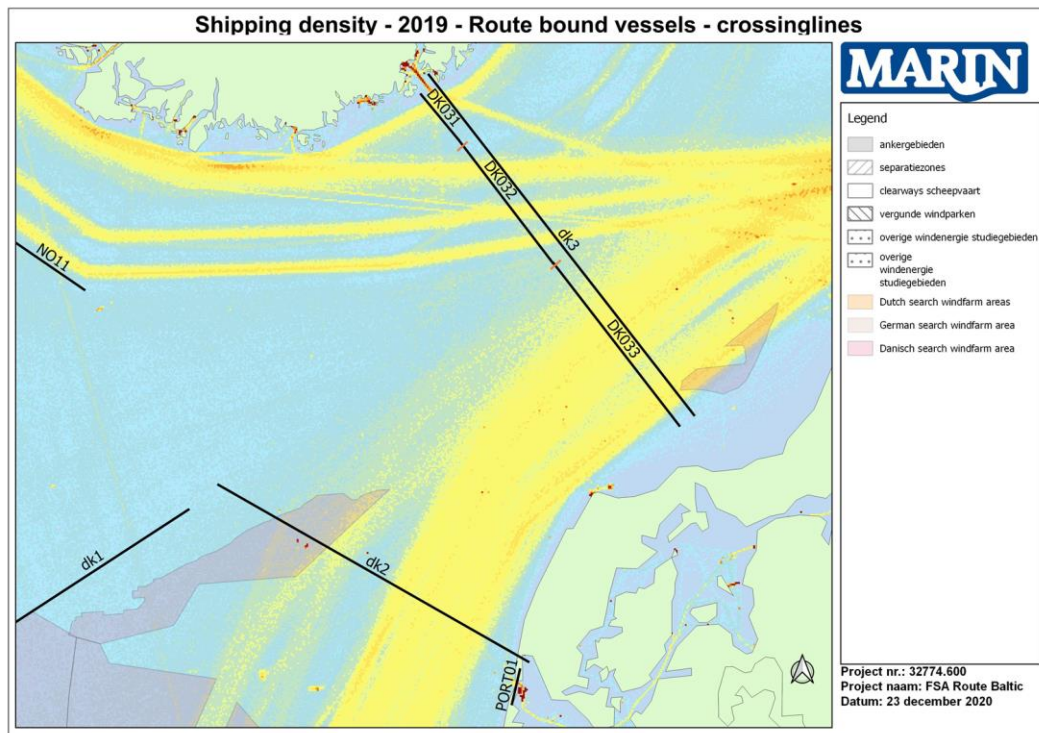 Shipping density - 2019 - Route bound vessels - crossinglines
MARIN
Legend
ankergebieden
separatiezones
clearways scheepvaart
vergunde windparken
overige windenergie studiegebieden
overige
windenergie
studiegebieden
Dutch search windfarm areas
German search windfarm area
Danisch search windfarm area
DK031
DK032
dk3
DK033
NO11
dk1
dk2
PORT01
Project nr.: 32774.600
Project naam: FSA Route Baltic
Datum: 23 december 2020